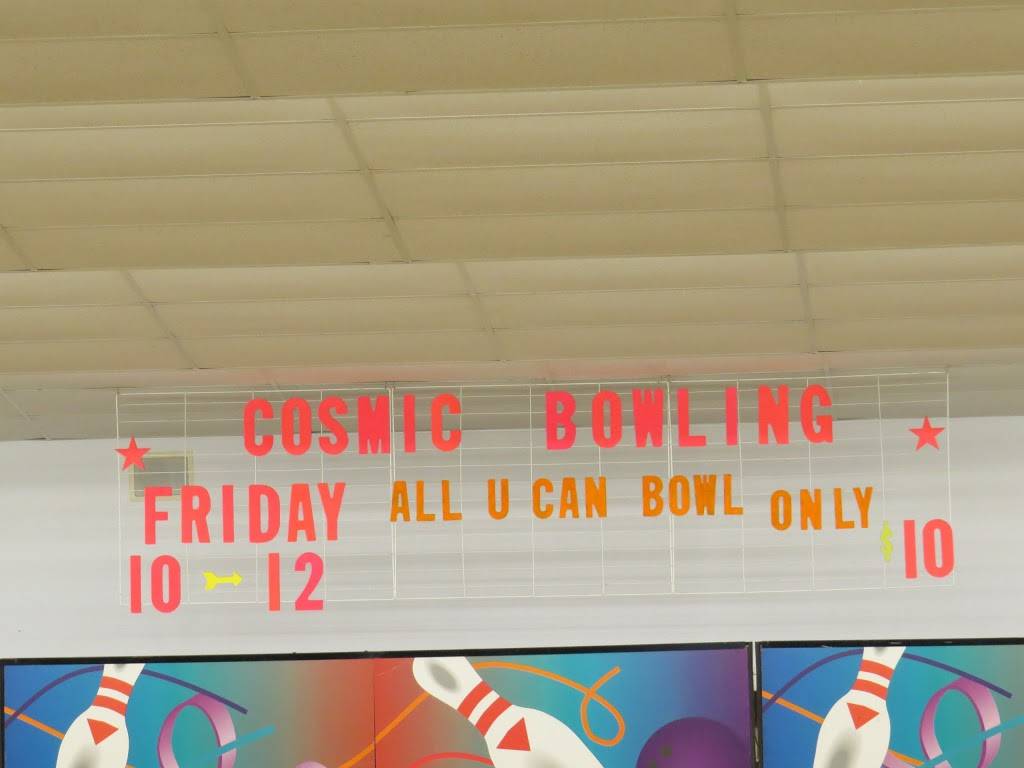 COSMIC BOWLING
FRIDAY ALL U CAN BOWL ONLY
10 12 $10